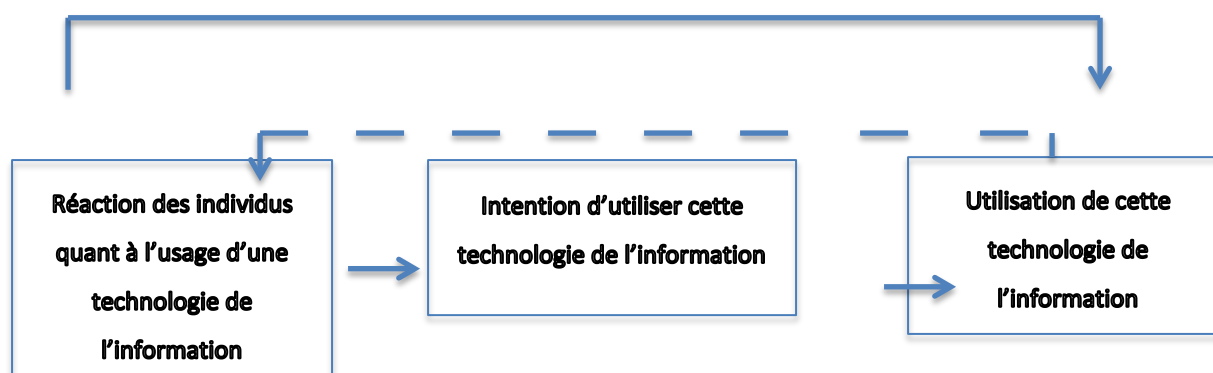 Réaction des individus
quant à l’usage d’une
technologie de
l’information
Intention d’utiliser cette
technologie de l’information
Utilisation de cette
technologie de
l’information